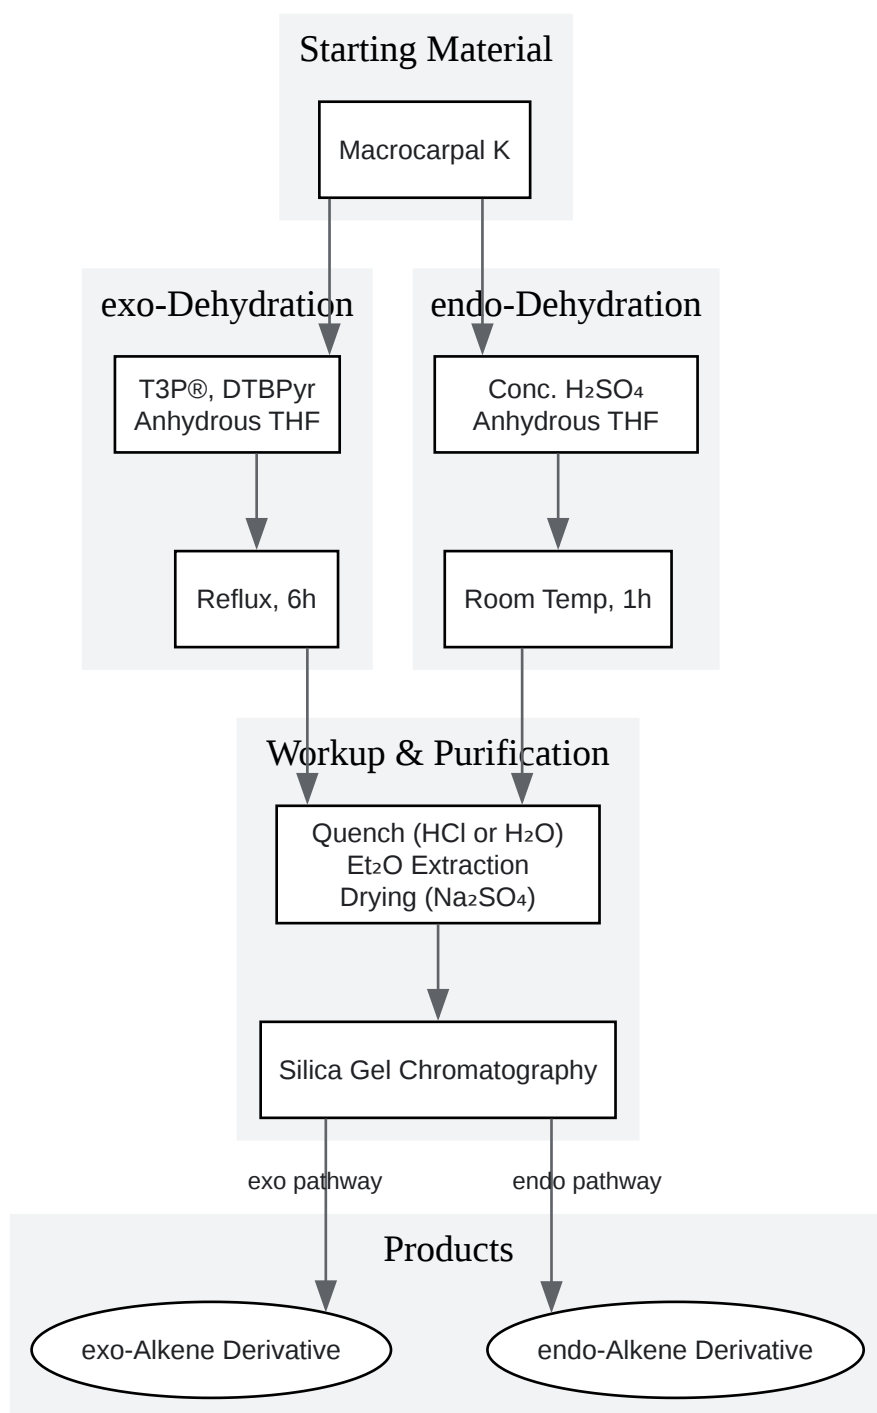 Starting Material
Macrocarpal K
exo-Dehydration
T3P®, DTBPyr
Anhydrous THF
Reflux, 6h
endo-Dehydration
Conc. H₂SO₄
Anhydrous THF
Room Temp, 1h
Workup & Purification
Quench (HCl or H₂O)
Et₂O Extraction
Drying (Na₂SO₄)
Silica Gel Chromatography
exo pathway
endo pathway
Products
exo-Alkene Derivative
endo-Alkene Derivative